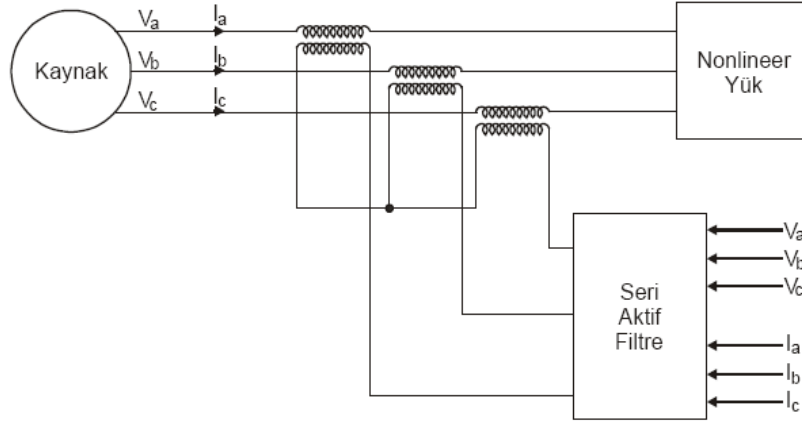 Kaynak
Va Ia
Vb Ib
Vc Ic
Nonlineer
Yük
Seri
Aktif
Filtre
Va
Vb
Vc
Ia
Ib
Ic